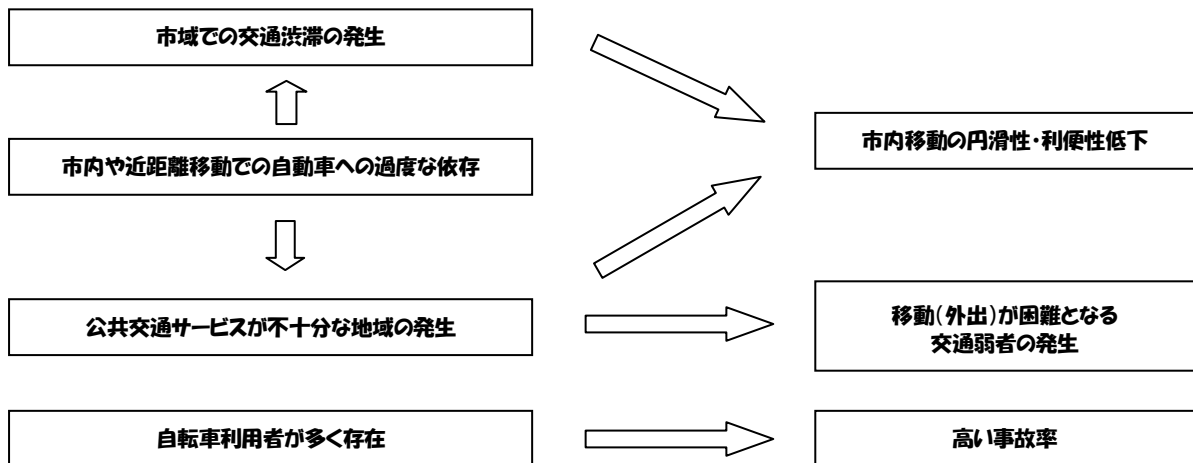 市域での交通渋滞の発生
市内や近距離移動での自動車への過度な依存
公共交通サービスが不十分な地域の発生
自転車利用者が多く存在
市内移動の円滑性・利便性低下
移動(外出)が困難となる
交通弱者の発生
高い事故率